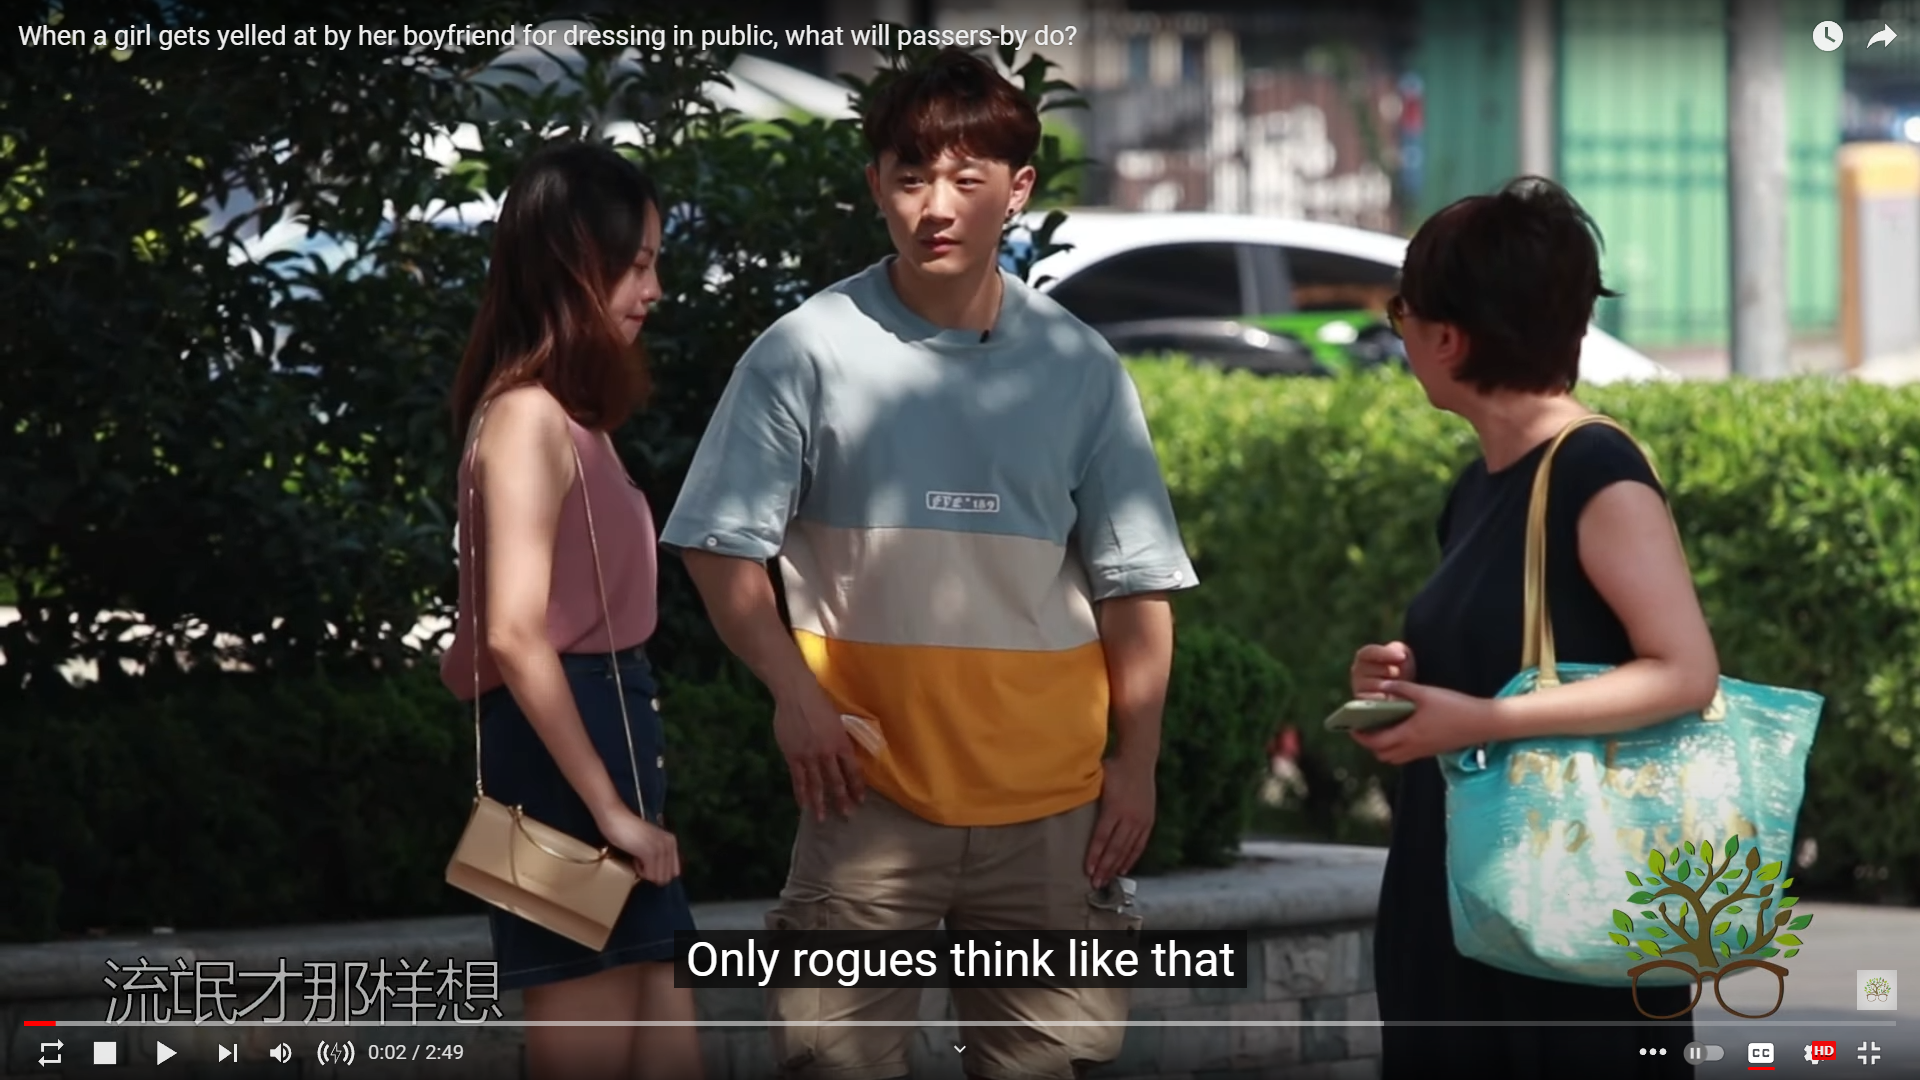 When a girl gets yelled at by her boyfriend for dressing in public, what will passers-by do?
Only rogues think like that
流氓才那样想
0:02 / 2:49
CC
HD